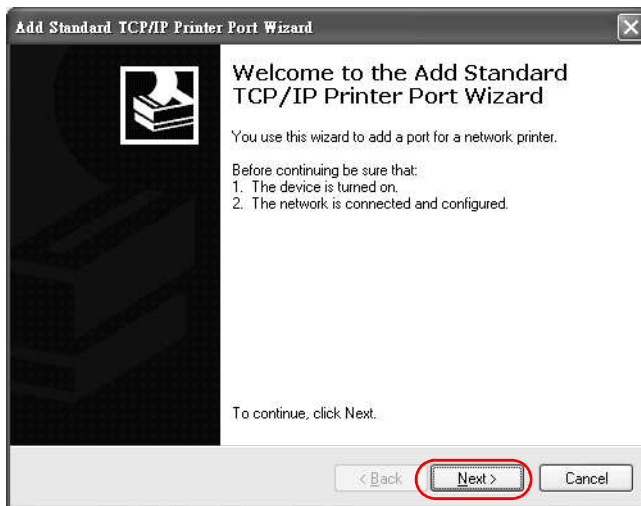 Add Standard TCP/IP Printer Port Wizard
Welcome to the Add Standard
TCP/IP Printer Port Wizard
You use this wizard to add a port for a network printer.
Before continuing be sure that:
1. The device is turned on.
2. The network is connected and configured.
To continue, click Next.
< Back
Next >
Cancel